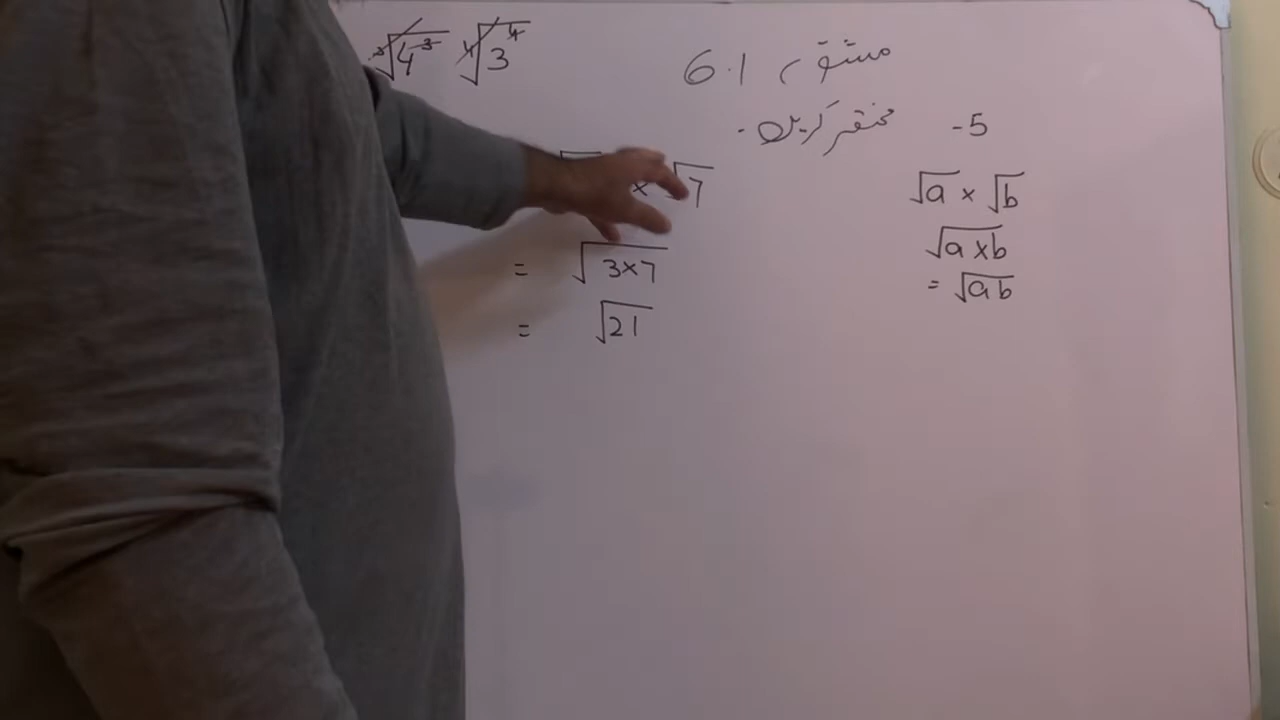 ∛4³ ∜3⁴
مشق 6.1
5- مختصر کریں۔
√a × √b
√a×b
= √ab
× √7
= √3×7
= √21